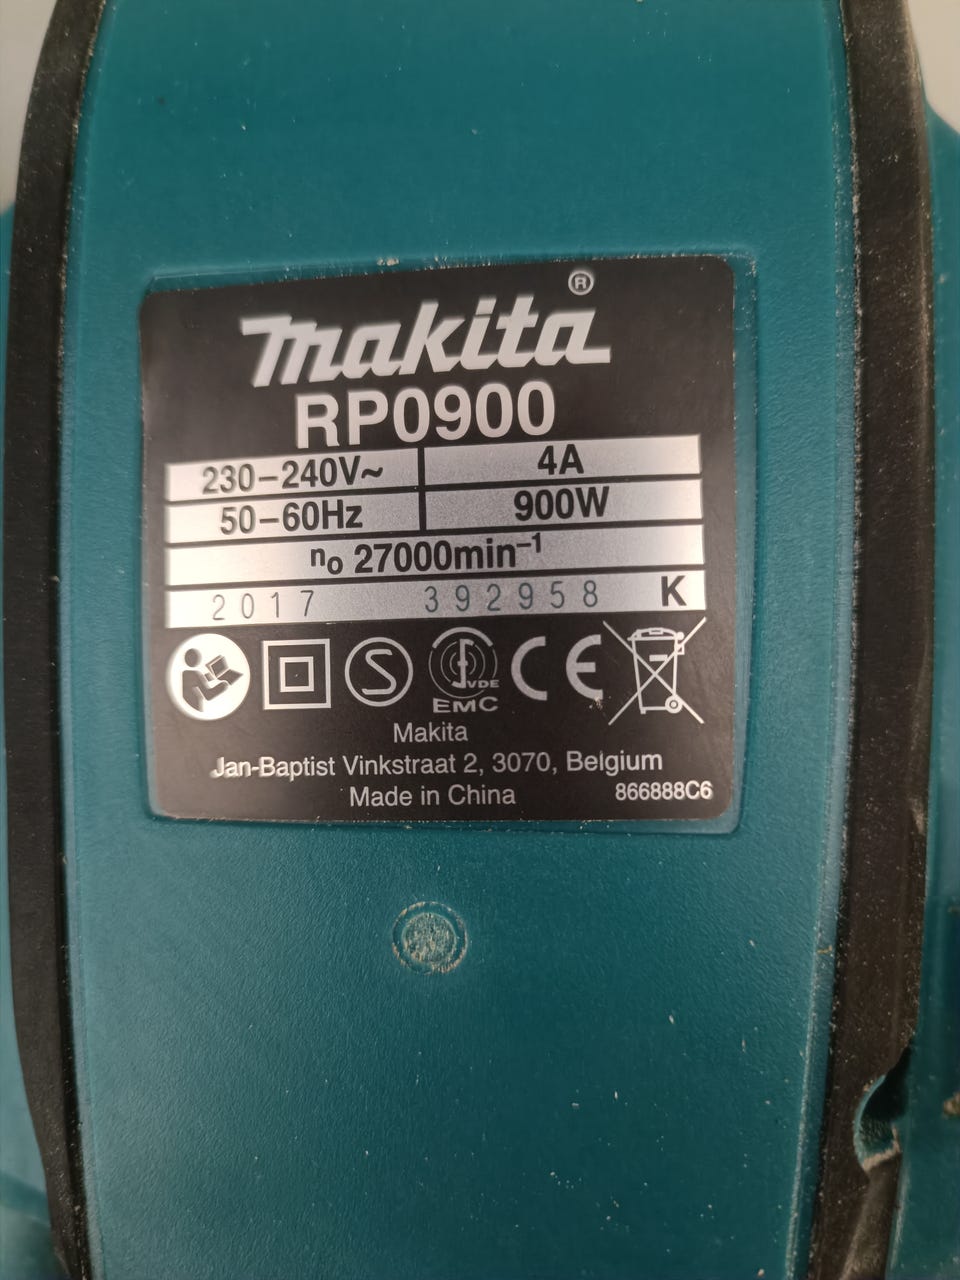 makita®
RP0900
230-240V~ 4A
50-60Hz 900W
n₀ 27000min⁻¹
2017 392958 K
S VDE CE
EMC
Makita
Jan-Baptist Vinkstraat 2, 3070, Belgium
Made in China 866888C6